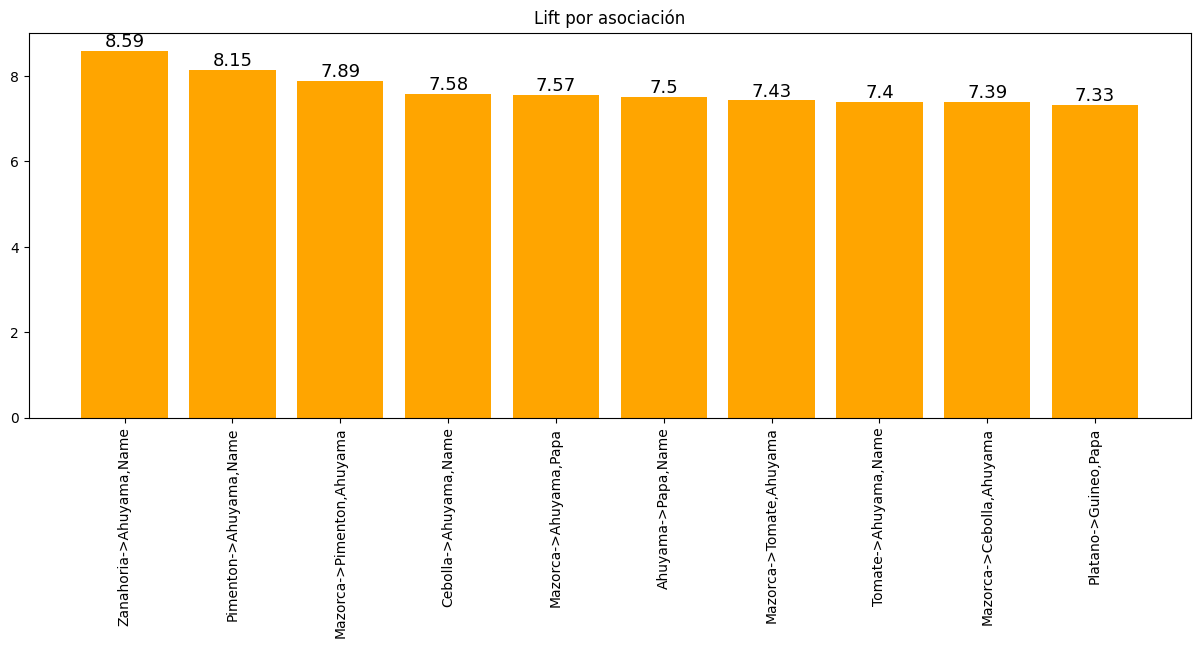 Lift por asociación
8.59
8.15
7.89
7.58
7.57
7.5
7.43
7.4
7.39
7.33
8
6
4
2
0
Zanahoria->Ahuyama,Name
Pimenton->Ahuyama,Name
Mazorca->Pimenton,Ahuyama
Cebolla->Ahuyama,Name
Mazorca->Ahuyama,Papa
Ahuyama->Papa,Name
Mazorca->Tomate,Ahuyama
Tomate->Ahuyama,Name
Mazorca->Cebolla,Ahuyama
Platano->Guineo,Papa